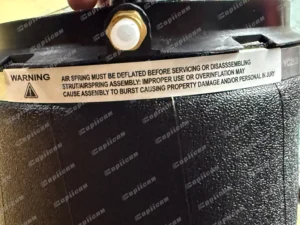 WARNING
AIR SPRING MUST BE DEFLATED BEFORE SERVICING OR DISASSSEMBLING
STRUT/AIRSPRING ASSEMBLY: IMPROPER USE OR OVERINFLATION MAY
CAUSE ASSEMBLY TO BURST CAUSING PROPERTY DAMAGE AND/OR PERSONAL INJURY